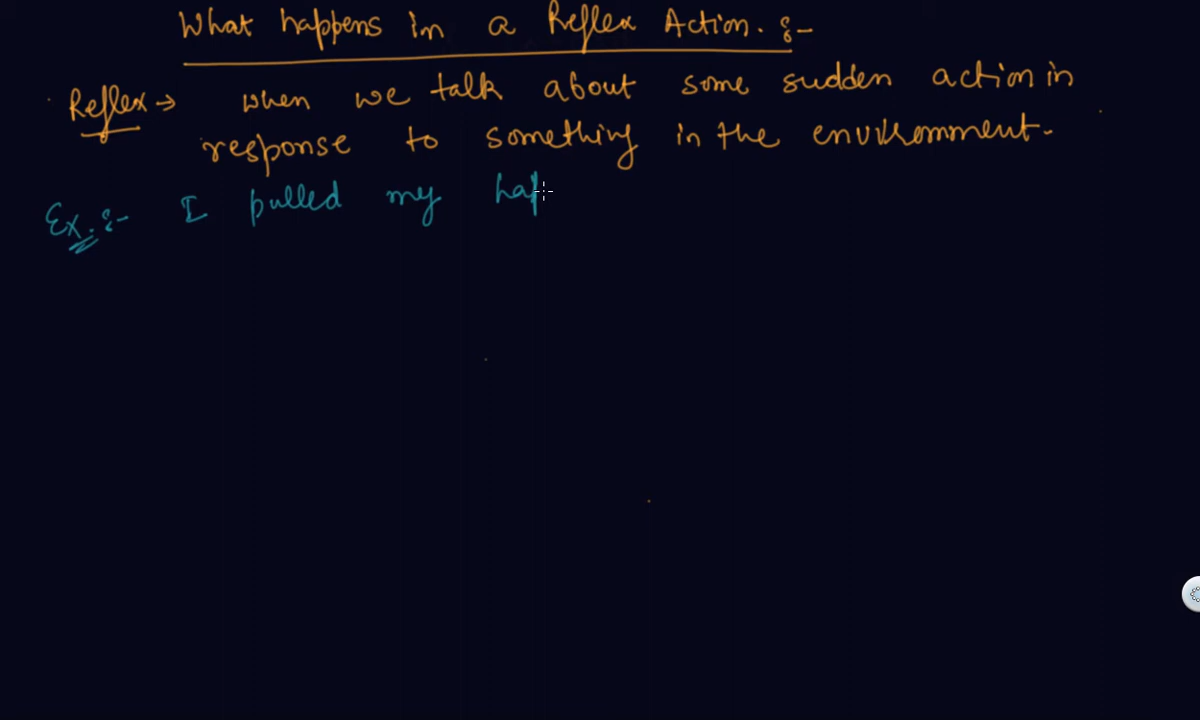 What happens in a Reflex Action. :-
Reflex → when we talk about some sudden action in
response to something in the environment.
Ex. :- I pulled my